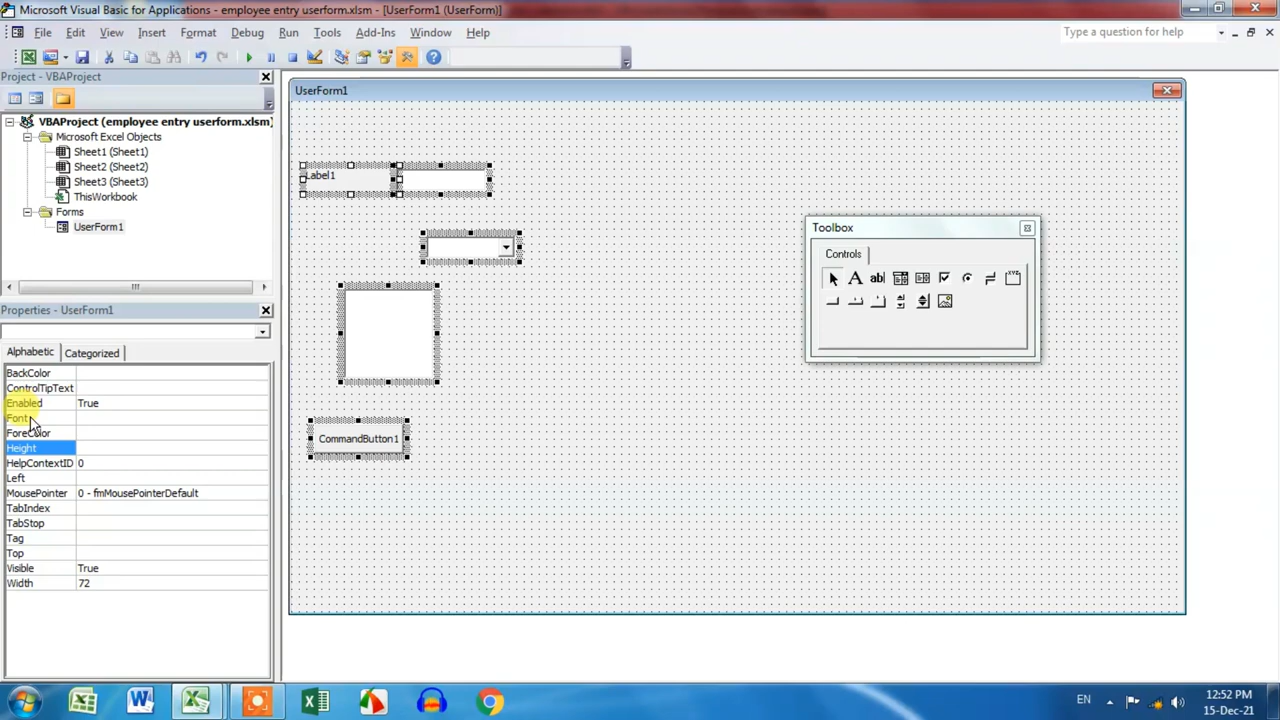 Microsoft Visual Basic for Applications - employee entry userform.xlsm - [UserForm1 (UserForm)]
File Edit View Insert Format Debug Run Tools Add-Ins Window Help
Type a question for help
Project - VBAProject
VBAProject (employee entry userform.xlsm)
Microsoft Excel Objects
Sheet1 (Sheet1)
Sheet2 (Sheet2)
Sheet3 (Sheet3)
ThisWorkbook
Forms
UserForm1
Properties - UserForm1
Alphabetic Categorized
BackColor
ControlTipText
Enabled True
Font
ForeColor
Height
HelpContextID 0
Left
MousePointer 0 - fmMousePointerDefault
TabIndex
TabStop
Tag
Top
Visible True
Width 72
UserForm1
Label1
CommandButton1
Toolbox
Controls
A ab
XYZ
EN
12:52 PM
15-Dec-21